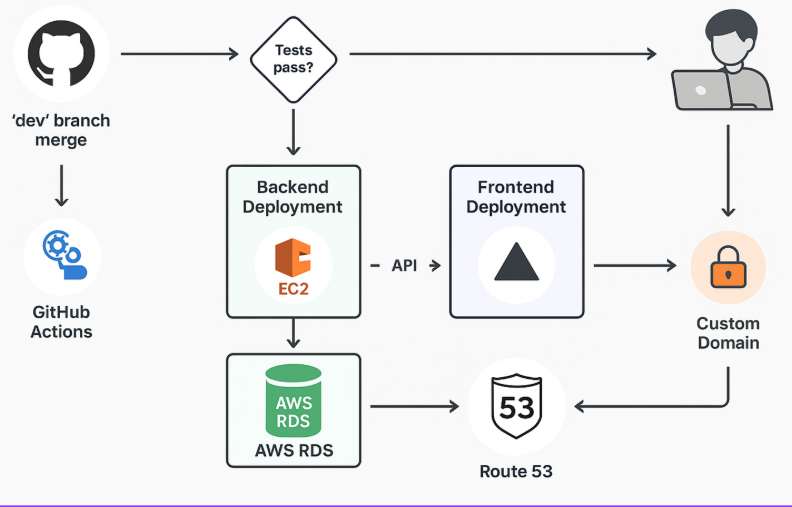 Tests
pass?
‘dev’ branch
merge
Backend
Deployment
EC2
API
Frontend
Deployment
GitHub
Actions
Custom
Domain
AWS
RDS
AWS RDS
53
Route 53